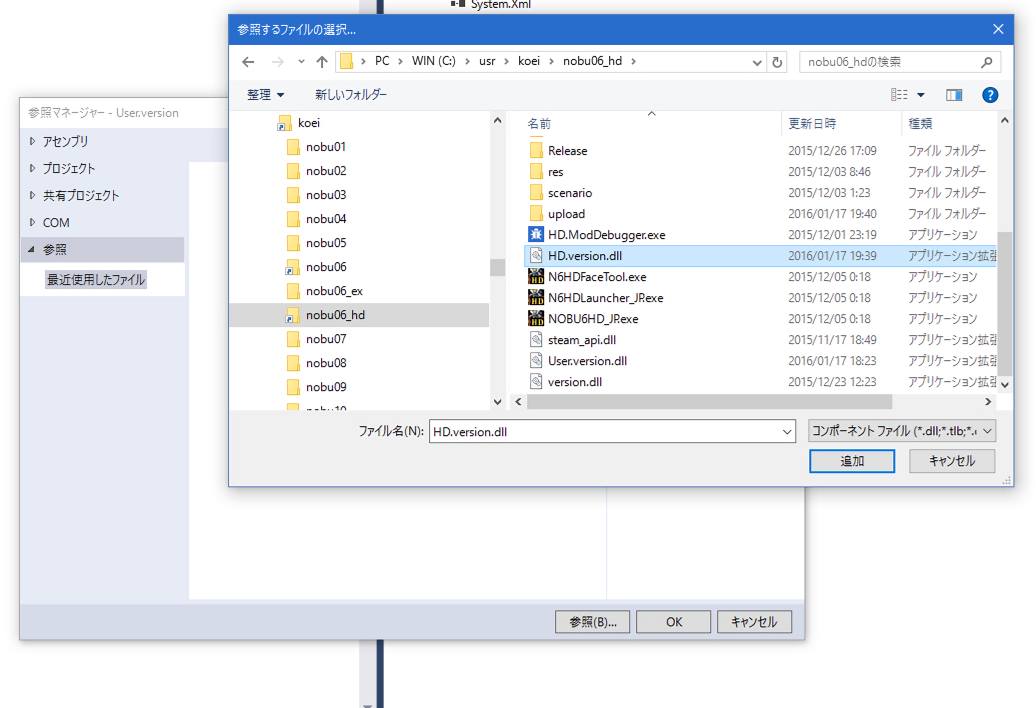 System.Xml
参照するファイルの選択...
PC > WIN (C:) > usr > koei > nobu06_hd >
nobu06_hdの検索
整理 新しいフォルダー
参照マネージャー - User.version
アセンブリ
プロジェクト
共有プロジェクト
COM
参照
最近使用したファイル
koei
nobu01
nobu02
nobu03
nobu04
nobu05
nobu06
nobu06_ex
nobu06_hd
nobu07
nobu08
nobu09
nobu10
名前 更新日時 種類
Release 2015/12/26 17:09 ファイル フォルダー
res 2015/12/03 8:46 ファイル フォルダー
scenario 2015/12/03 1:23 ファイル フォルダー
upload 2016/01/17 19:40 ファイル フォルダー
HD.ModDebugger.exe 2015/12/01 23:19 アプリケーション
HD.version.dll 2016/01/17 19:39 アプリケーション拡張
N6HDFaceTool.exe 2015/12/05 0:18 アプリケーション
N6HDLauncher_JP.exe 2015/12/05 0:18 アプリケーション
NOBU6HD_JP.exe 2015/12/05 0:18 アプリケーション
steam_api.dll 2015/11/17 18:49 アプリケーション拡張
User.version.dll 2016/01/17 18:23 アプリケーション拡張
version.dll 2015/12/23 12:23 アプリケーション拡張
ファイル名(N): HD.version.dll コンポーネント ファイル (*.dll;*.tlb;*.
追加 キャンセル
参照(B)... OK キャンセル